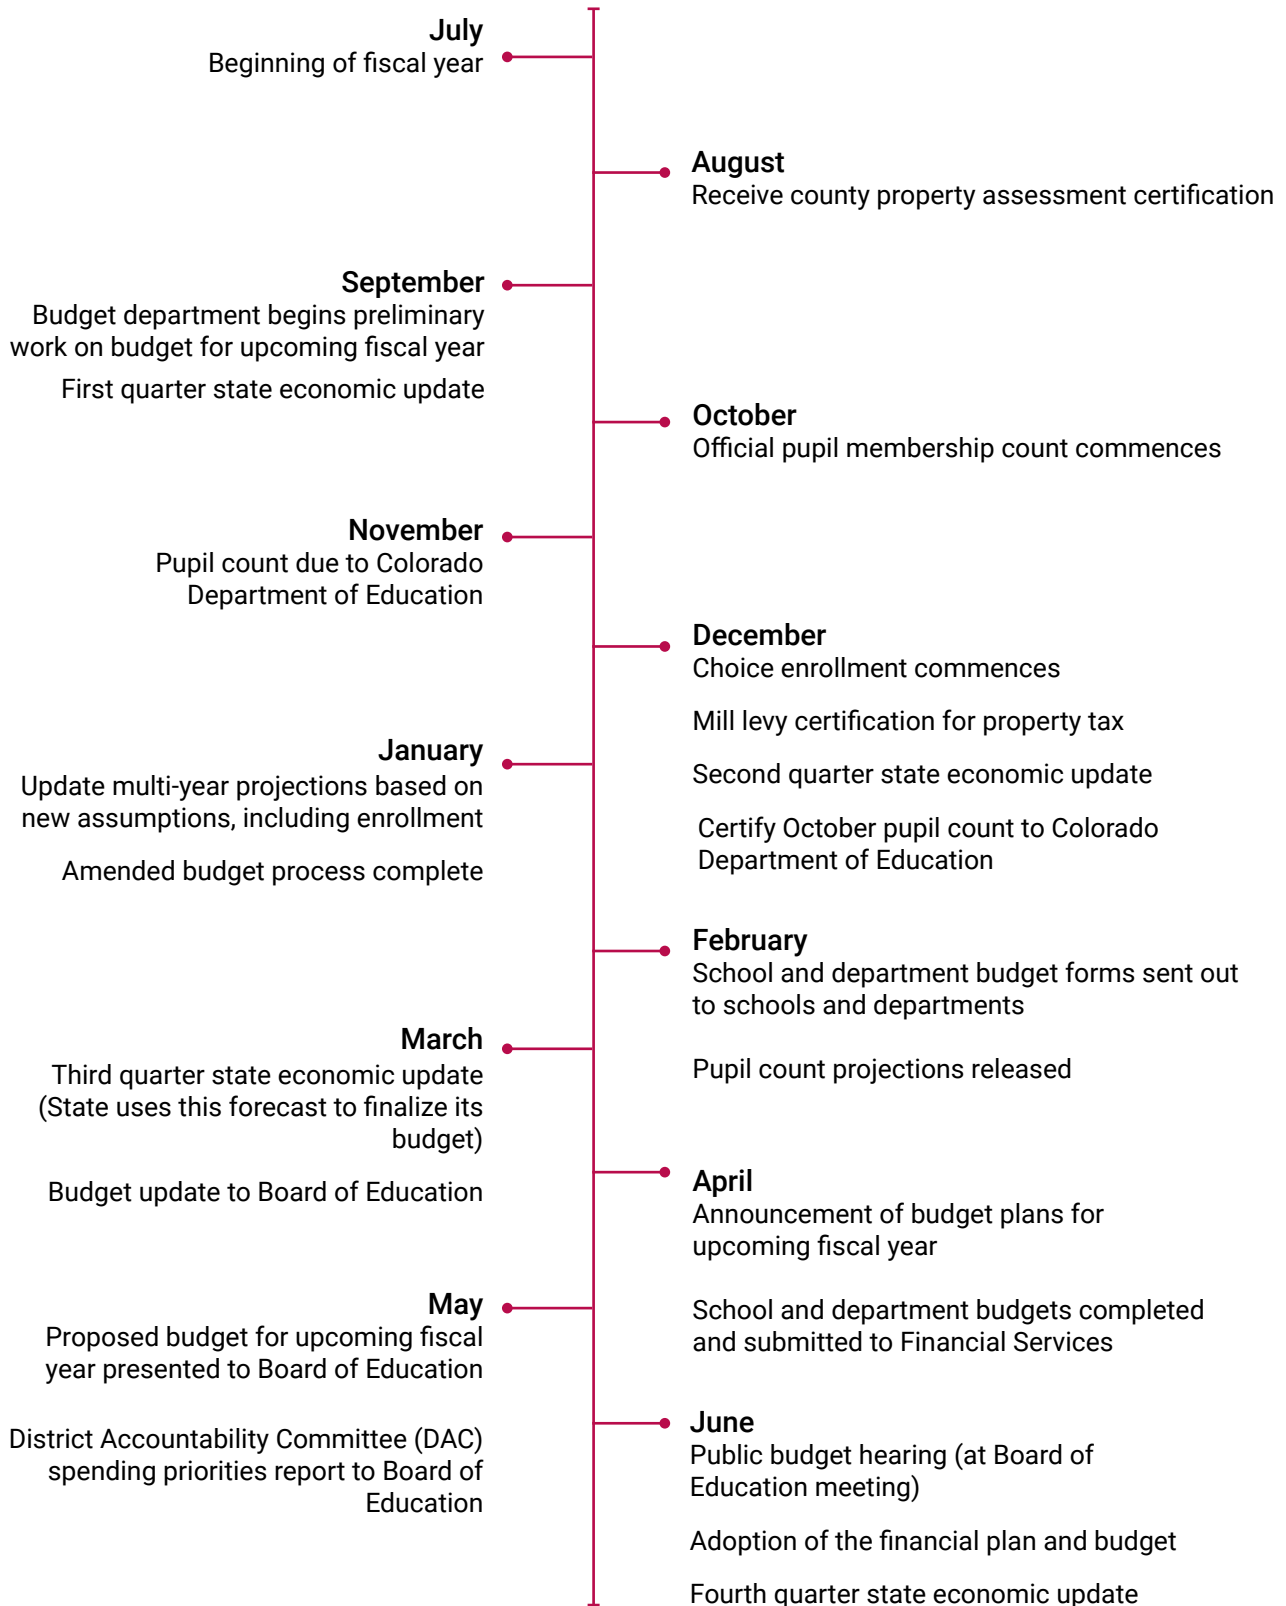 July
Beginning of fiscal year
August
Receive county property assessment certification
September
Budget department begins preliminary
work on budget for upcoming fiscal year
First quarter state economic update
October
Official pupil membership count commences
November
Pupil count due to Colorado
Department of Education
December
Choice enrollment commences
Mill levy certification for property tax
Second quarter state economic update
Certify October pupil count to Colorado
Department of Education
January
Update multi-year projections based on
new assumptions, including enrollment
Amended budget process complete
February
School and department budget forms sent out
to schools and departments
Pupil count projections released
March
Third quarter state economic update
(State uses this forecast to finalize its
budget)
Budget update to Board of Education
April
Announcement of budget plans for
upcoming fiscal year
School and department budgets completed
and submitted to Financial Services
May
Proposed budget for upcoming fiscal
year presented to Board of Education
District Accountability Committee (DAC)
spending priorities report to Board of
Education
June
Public budget hearing (at Board of
Education meeting)
Adoption of the financial plan and budget
Fourth quarter state economic update